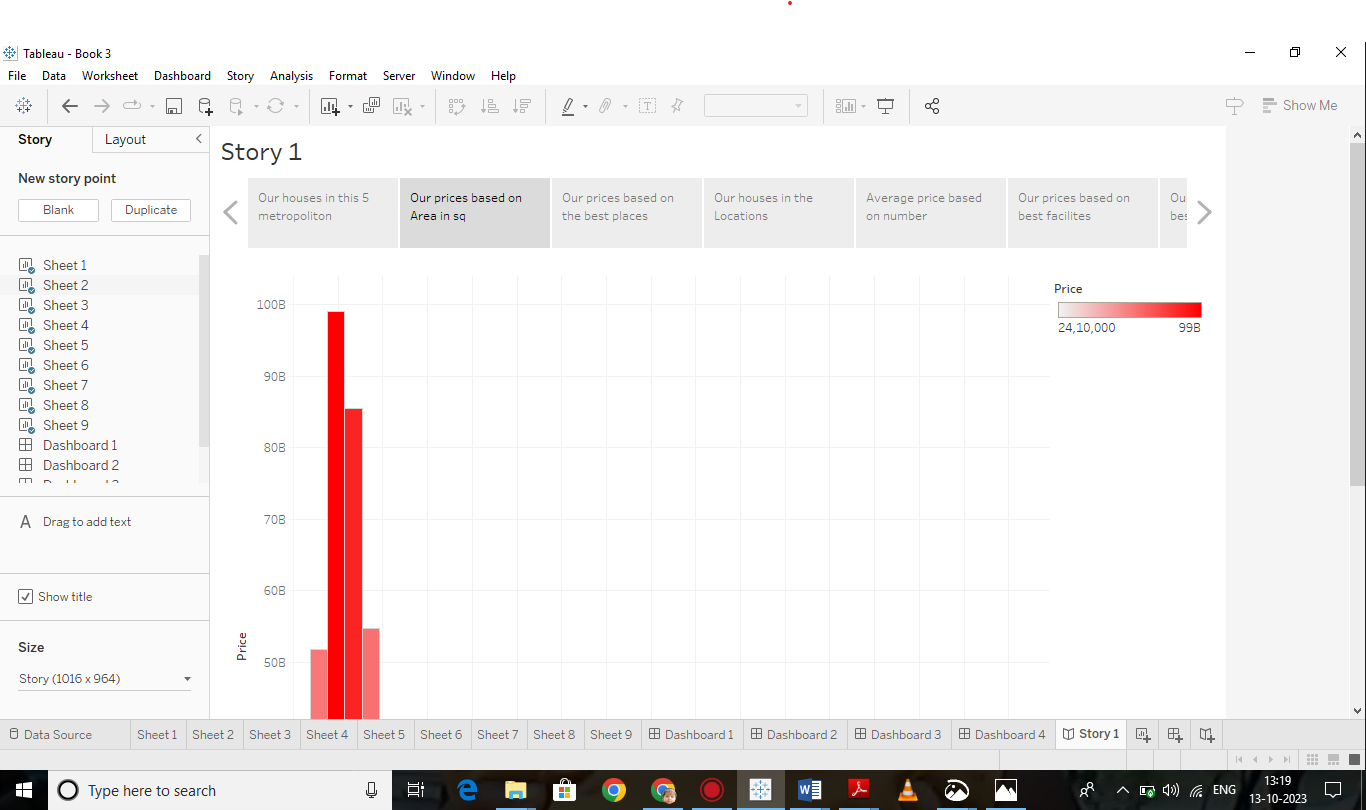 Tableau - Book 3
File Data Worksheet Dashboard Story Analysis Format Server Window Help
Show Me
Story Layout
New story point
Blank Duplicate
Sheet 1
Sheet 2
Sheet 3
Sheet 4
Sheet 5
Sheet 6
Sheet 7
Sheet 8
Sheet 9
Dashboard 1
Dashboard 2
A Drag to add text
Show title
Size
Story (1016 x 964)
Story 1
Our houses in this 5
metropoliton
Our prices based on
Area in sq
Our prices based on
the best places
Our houses in the
Locations
Average price based
on number
Our prices based on
best facilites
Ou
bes
100B
90B
80B
70B
60B
50B
Price
Price
24,10,000 99B
Data Source Sheet 1 Sheet 2 Sheet 3 Sheet 4 Sheet 5 Sheet 6 Sheet 7 Sheet 8 Sheet 9 Dashboard 1 Dashboard 2 Dashboard 3 Dashboard 4 Story 1
Type here to search
ENG
13:19
13-10-2023